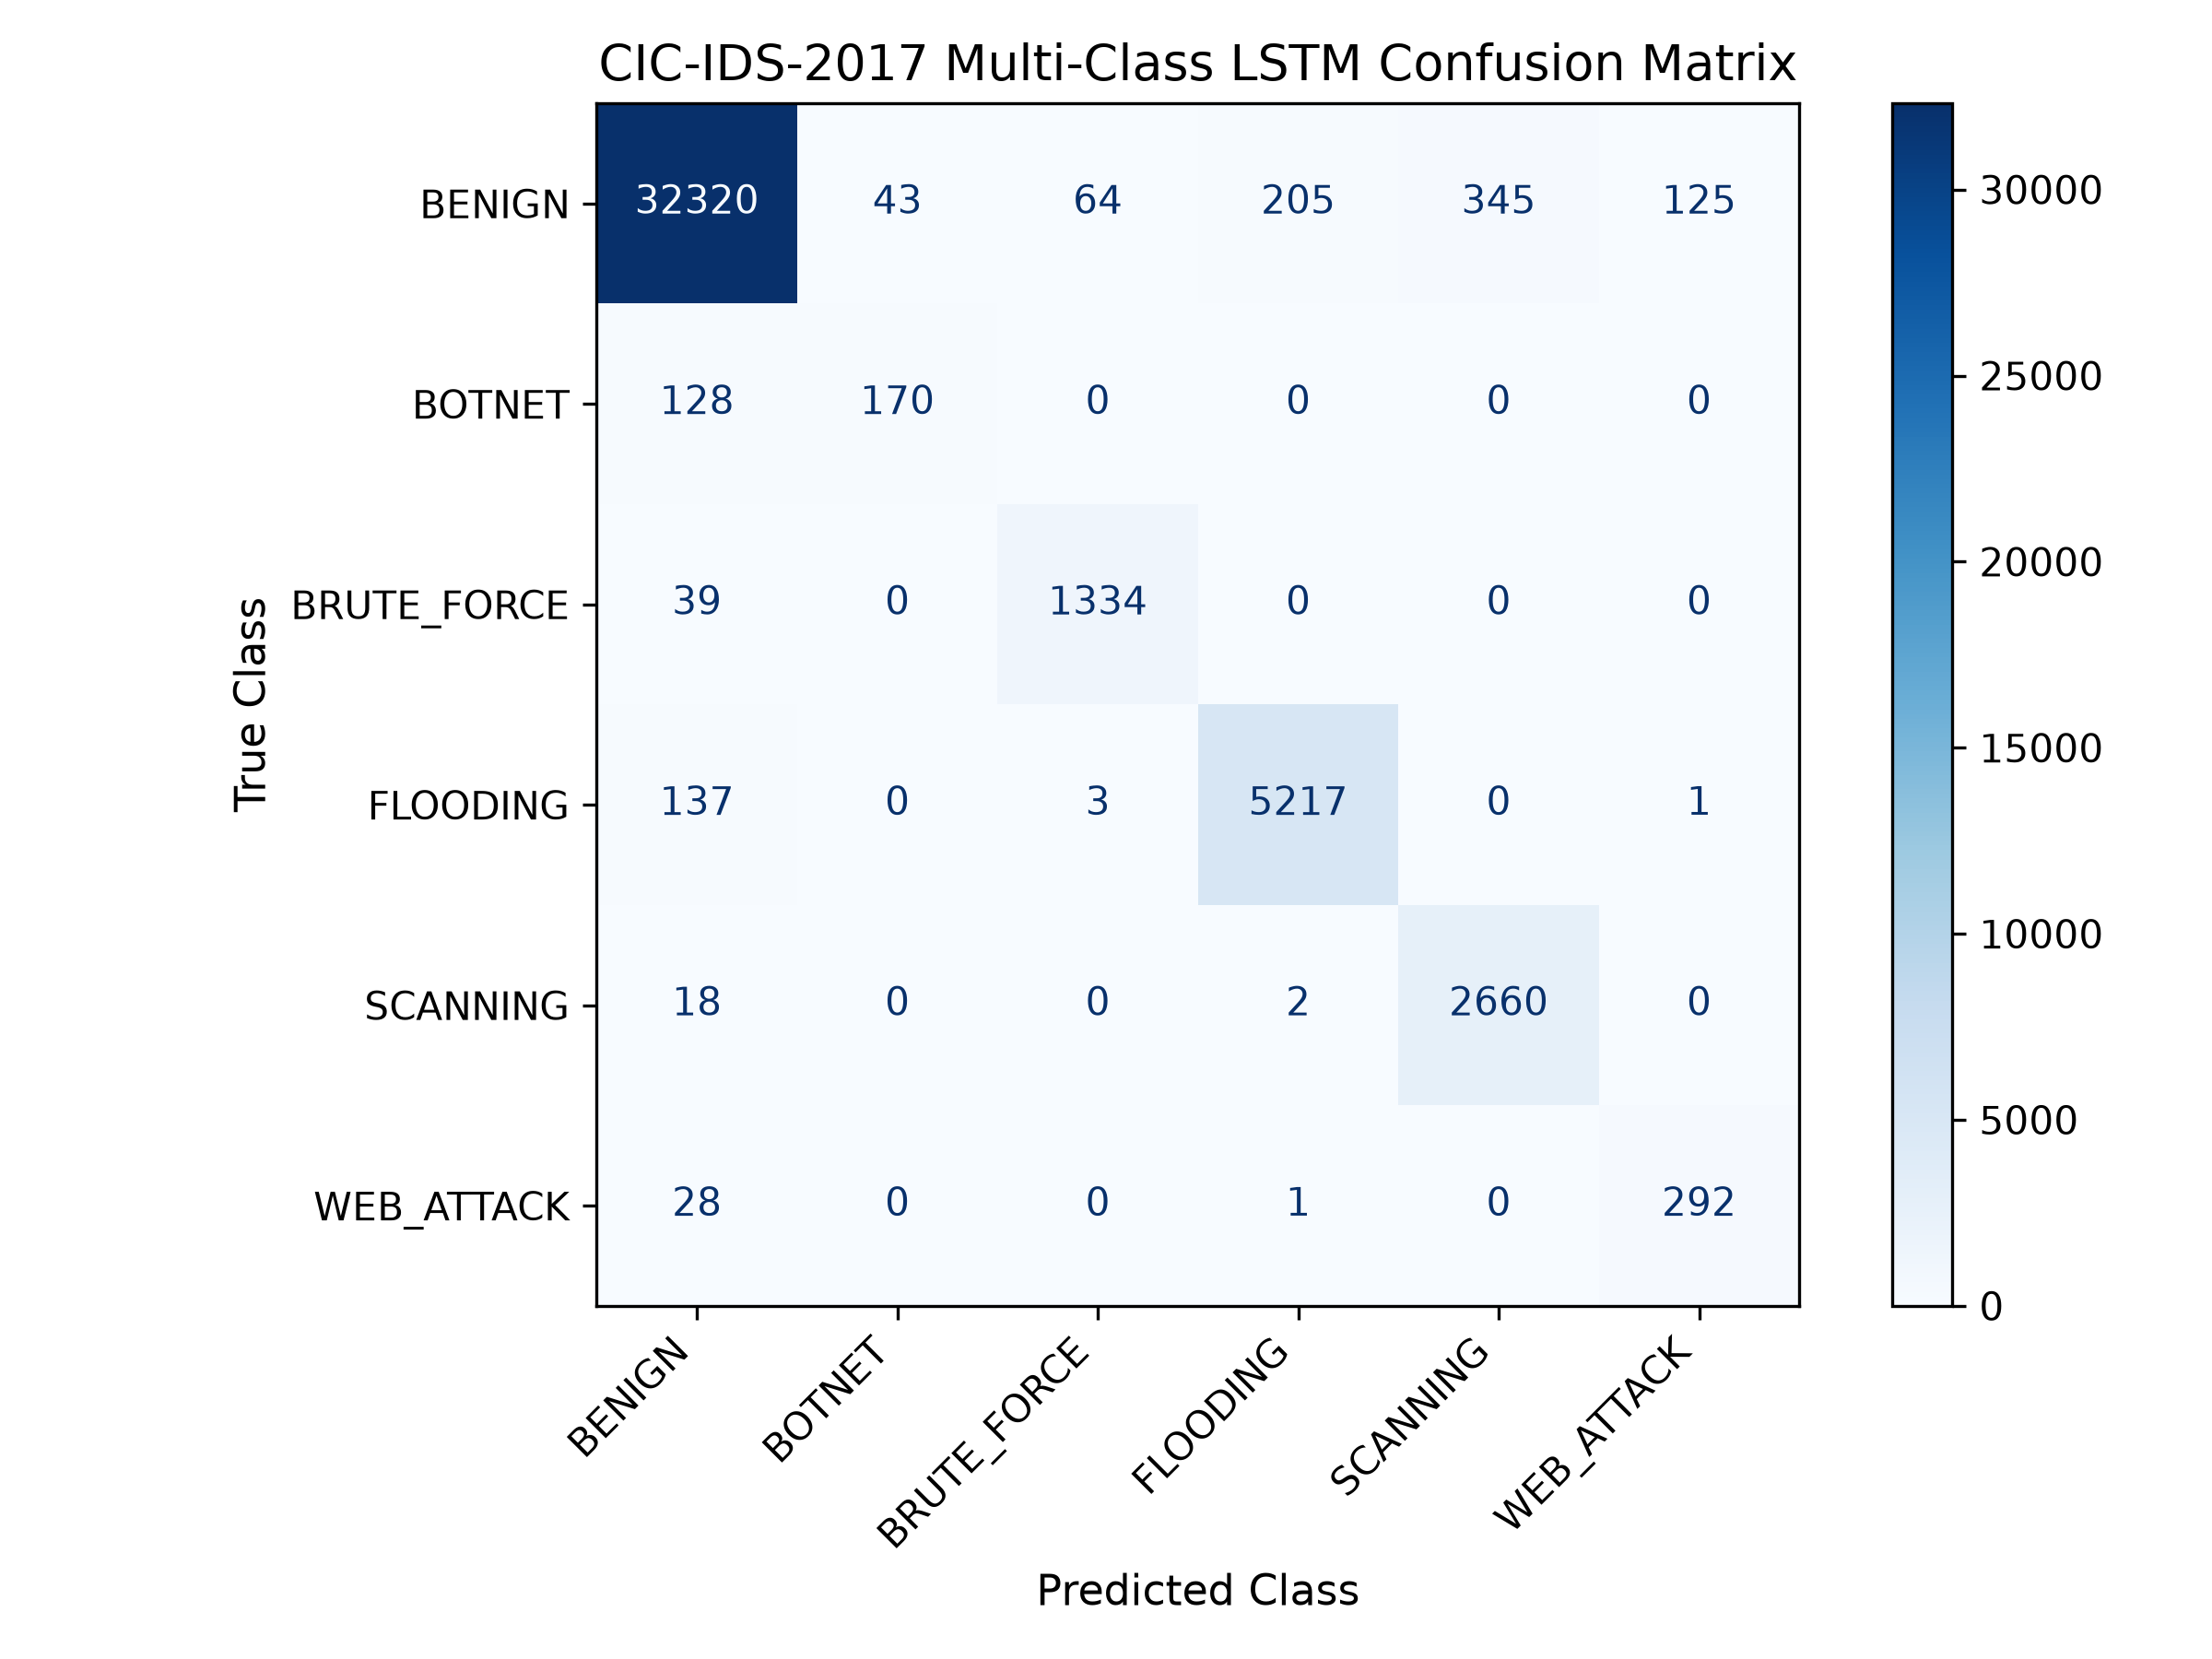 CIC-IDS-2017 Multi-Class LSTM Confusion Matrix
BENIGN 32320 43 64 205 345 125
BOTNET 128 170 0 0 0 0
BRUTE_FORCE 39 0 1334 0 0 0
FLOODING 137 0 3 5217 0 1
SCANNING 18 0 0 2 2660 0
WEB_ATTACK 28 0 0 1 0 292
True Class
BENIGN BOTNET BRUTE_FORCE FLOODING SCANNING WEB_ATTACK
Predicted Class
30000
25000
20000
15000
10000
5000
0